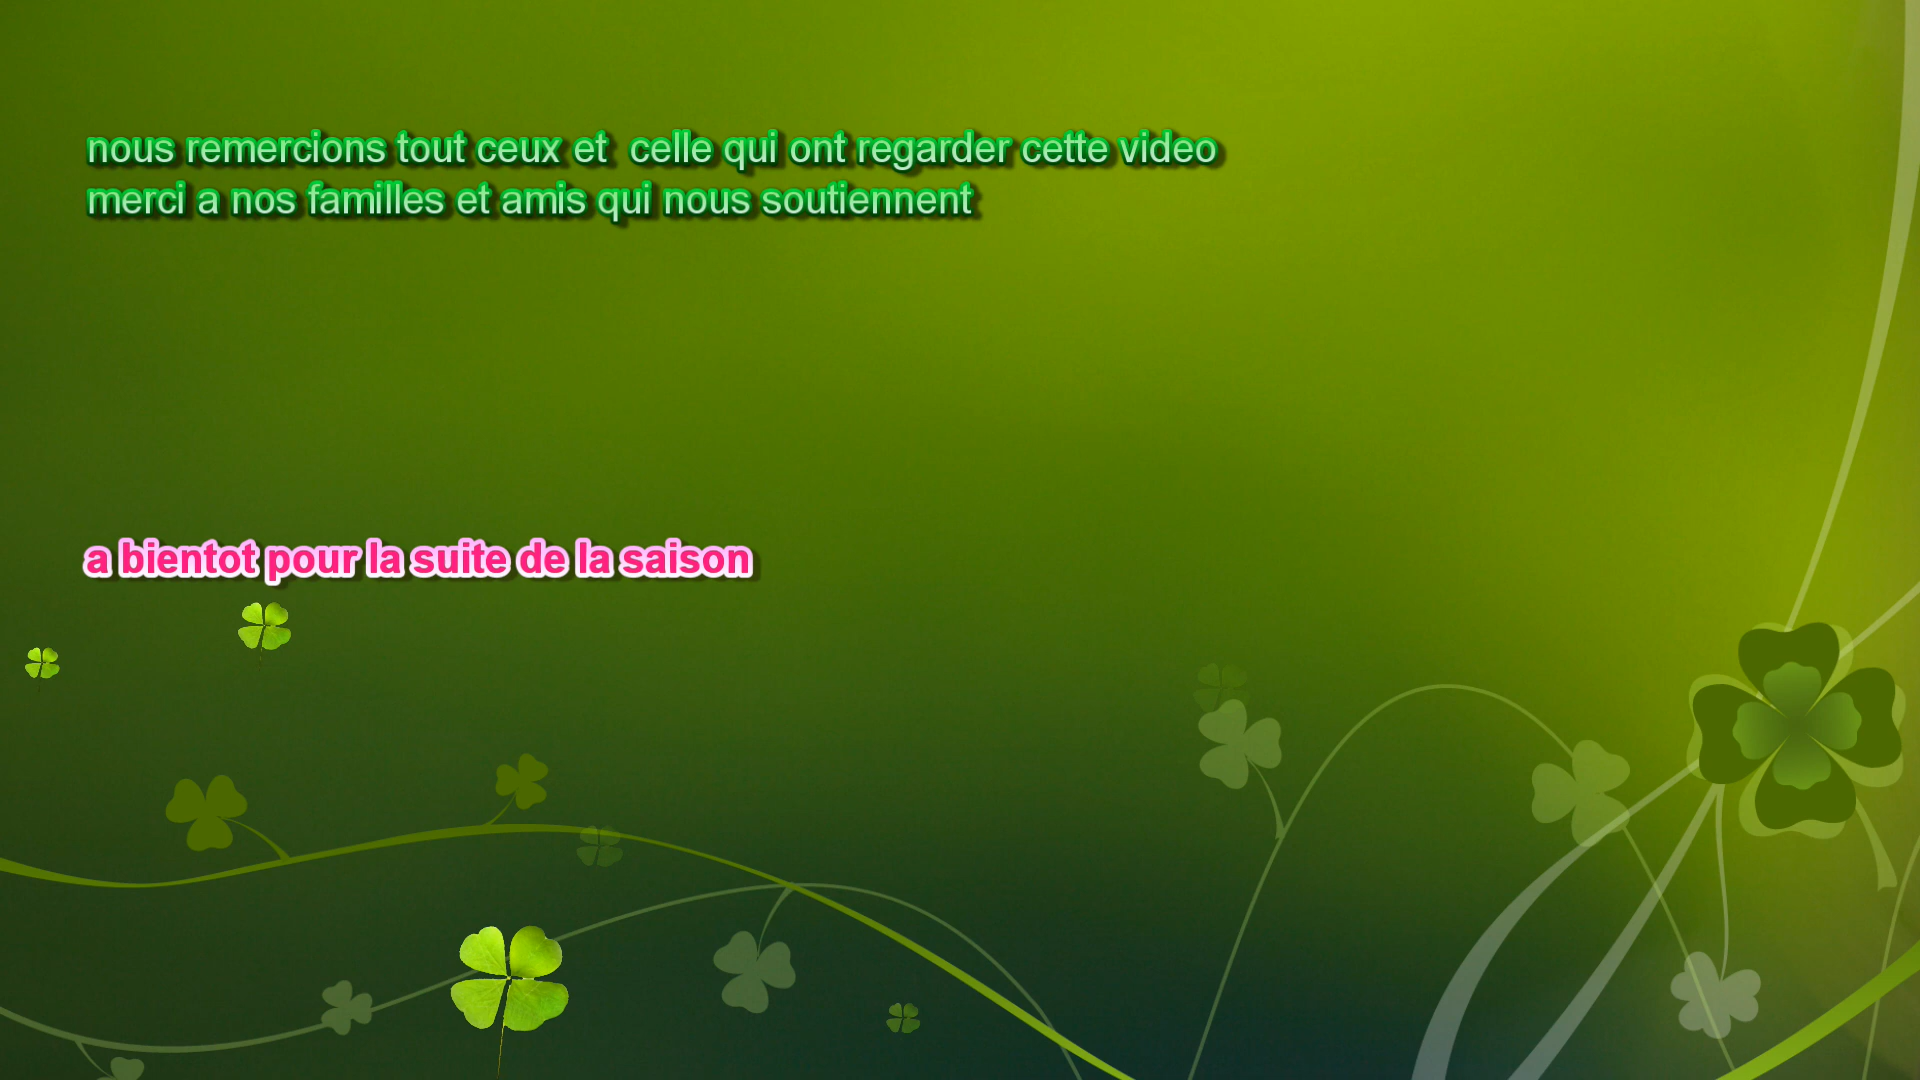 nous remercions tout ceux et  celle qui ont regarder cette video
merci a nos familles et amis qui nous soutiennent
a bientot pour la suite de la saison